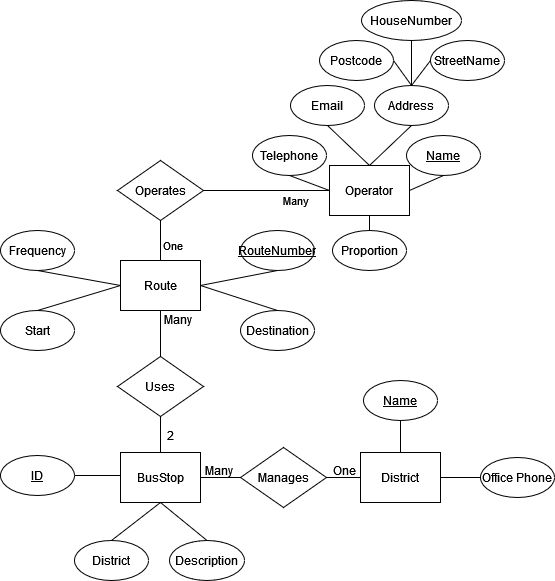 HouseNumber
Postcode
StreetName
Email
Address
Telephone
Name
Operates
Operator
Many
One
Frequency
RouteNumber
Proportion
Route
Start
Many
Destination
Uses
Name
2
ID
BusStop
Many
Manages
One
District
Office Phone
District
Description